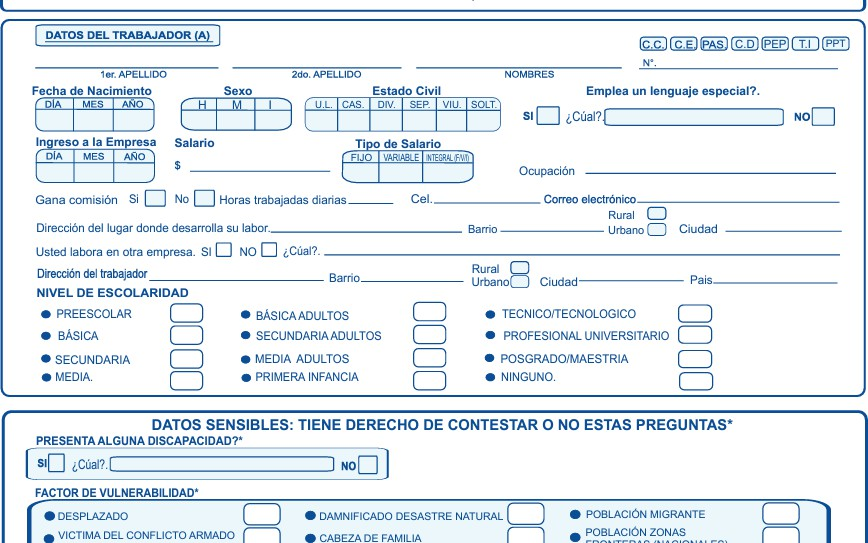 DATOS DEL TRABAJADOR (A)
C.C. C.E. PAS. C.D PEP T.I PPT
N°.
1er. APELLIDO 2do. APELLIDO NOMBRES
Fecha de Nacimiento Sexo Estado Civil Emplea un lenguaje especial?.
DÍA MES AÑO H M I U.L. CAS. DIV. SEP. VIU. SOLT.
SI ¿Cúal?. NO
Ingreso a la Empresa Salario Tipo de Salario
DÍA MES AÑO $ FIJO VARIABLE INTEGRAL (F/V/I)
Ocupación
Gana comisión Si No Horas trabajadas diarias Cel. Correo electrónico
Dirección del lugar donde desarrolla su labor. Barrio Rural Urbano Ciudad
Usted labora en otra empresa. SI NO ¿Cúal?.
Dirección del trabajador Barrio Rural Urbano Ciudad Pais
NIVEL DE ESCOLARIDAD
PREESCOLAR BÁSICA ADULTOS TECNICO/TECNOLOGICO
BÁSICA SECUNDARIA ADULTOS PROFESIONAL UNIVERSITARIO
SECUNDARIA MEDIA ADULTOS POSGRADO/MAESTRIA
MEDIA. PRIMERA INFANCIA NINGUNO.
DATOS SENSIBLES: TIENE DERECHO DE CONTESTAR O NO ESTAS PREGUNTAS*
PRESENTA ALGUNA DISCAPACIDAD?*
SI ¿Cúal?. NO
FACTOR DE VULNERABILIDAD*
DESPLAZADO DAMNIFICADO DESASTRE NATURAL POBLACIÓN MIGRANTE
VICTIMA DEL CONFLICTO ARMADO CABEZA DE FAMILIA POBLACIÓN ZONAS
FRONTERAS (NACIONALES)